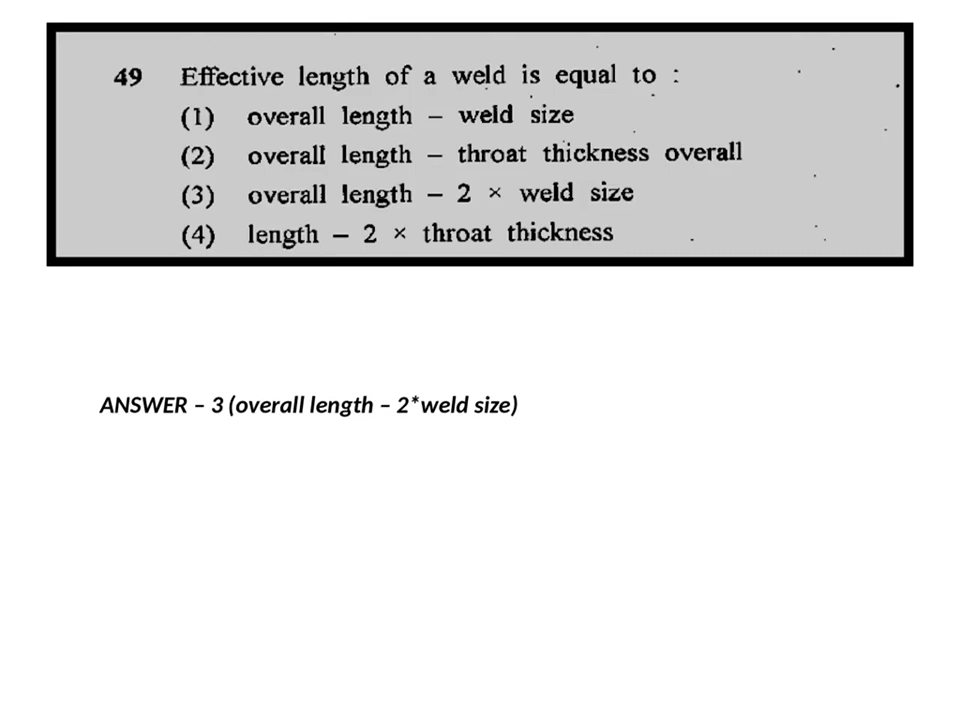 49 Effective length of a weld is equal to :
(1) overall length – weld size
(2) overall length – throat thickness overall
(3) overall length – 2 × weld size
(4) length – 2 × throat thickness
ANSWER – 3 (overall length – 2*weld size)